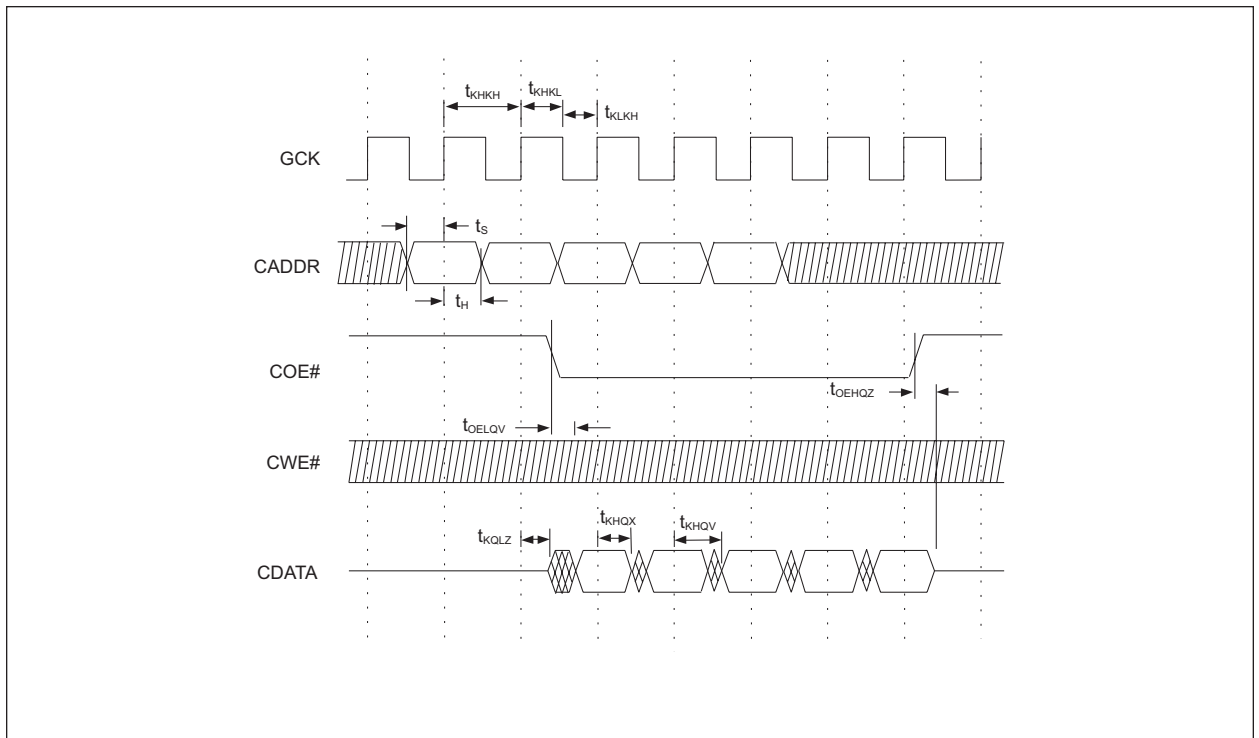 tKHKH
tKHKL
tKLKH
GCK
tS
CADDR
tH
COE#
tOEHQZ
tOELQV
CWE#
tKQLZ
tKHQX
tKHQV
CDATA